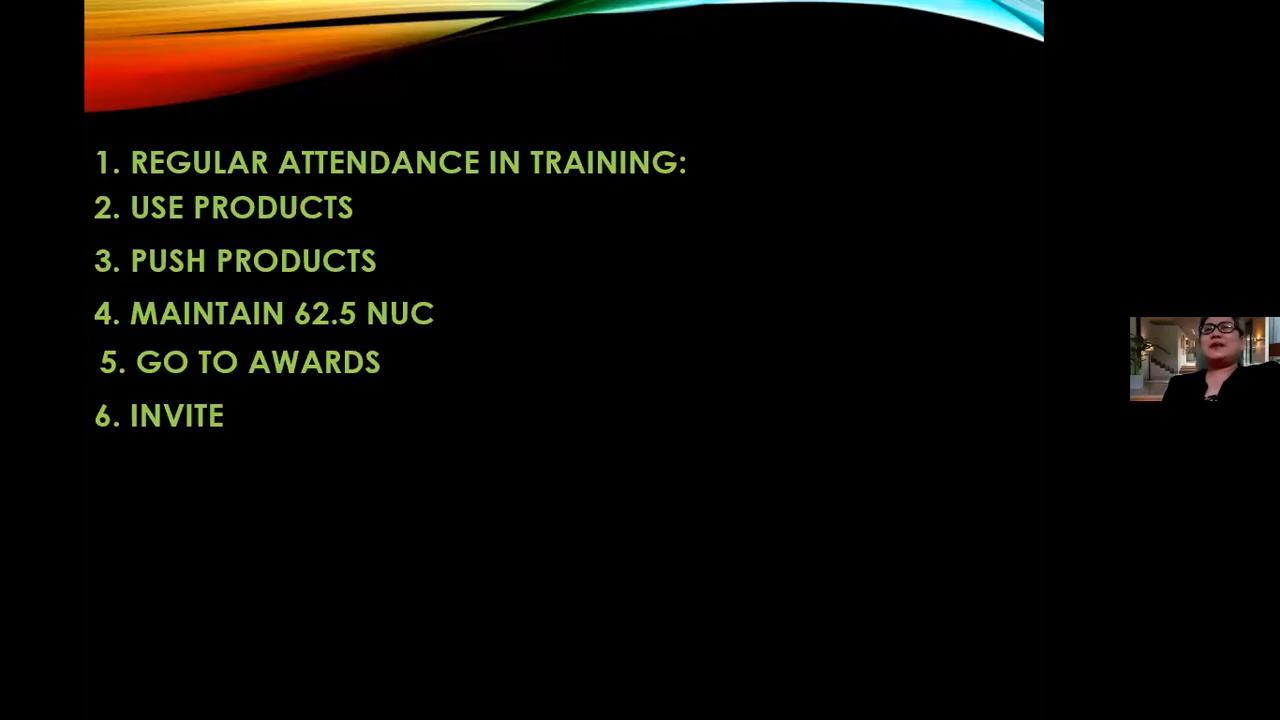 1. REGULAR ATTENDANCE IN TRAINING:
2. USE PRODUCTS
3. PUSH PRODUCTS
4. MAINTAIN 62.5 NUC
5. GO TO AWARDS
6. INVITE